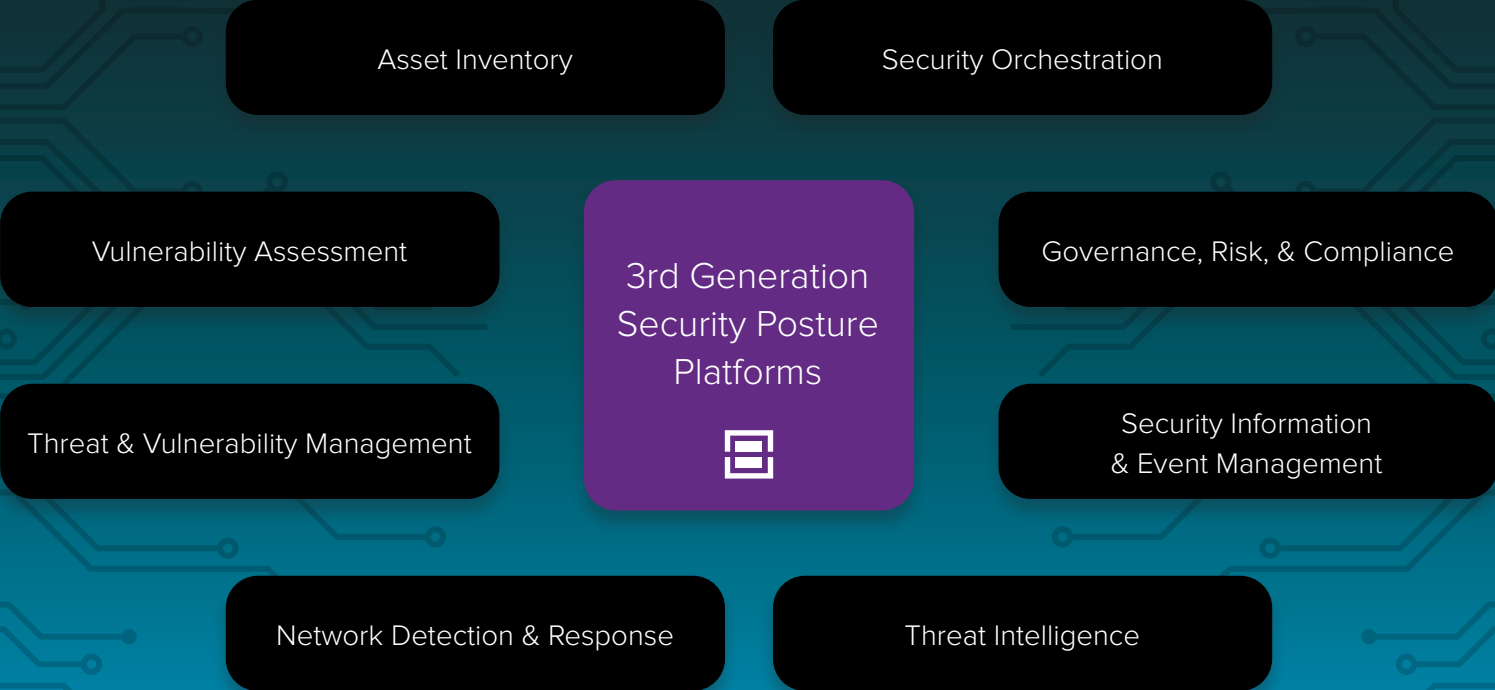 Asset Inventory
Security Orchestration
Vulnerability Assessment
3rd Generation
Security Posture
Platforms
Governance, Risk, & Compliance
Threat & Vulnerability Management
Security Information
& Event Management
Network Detection & Response
Threat Intelligence